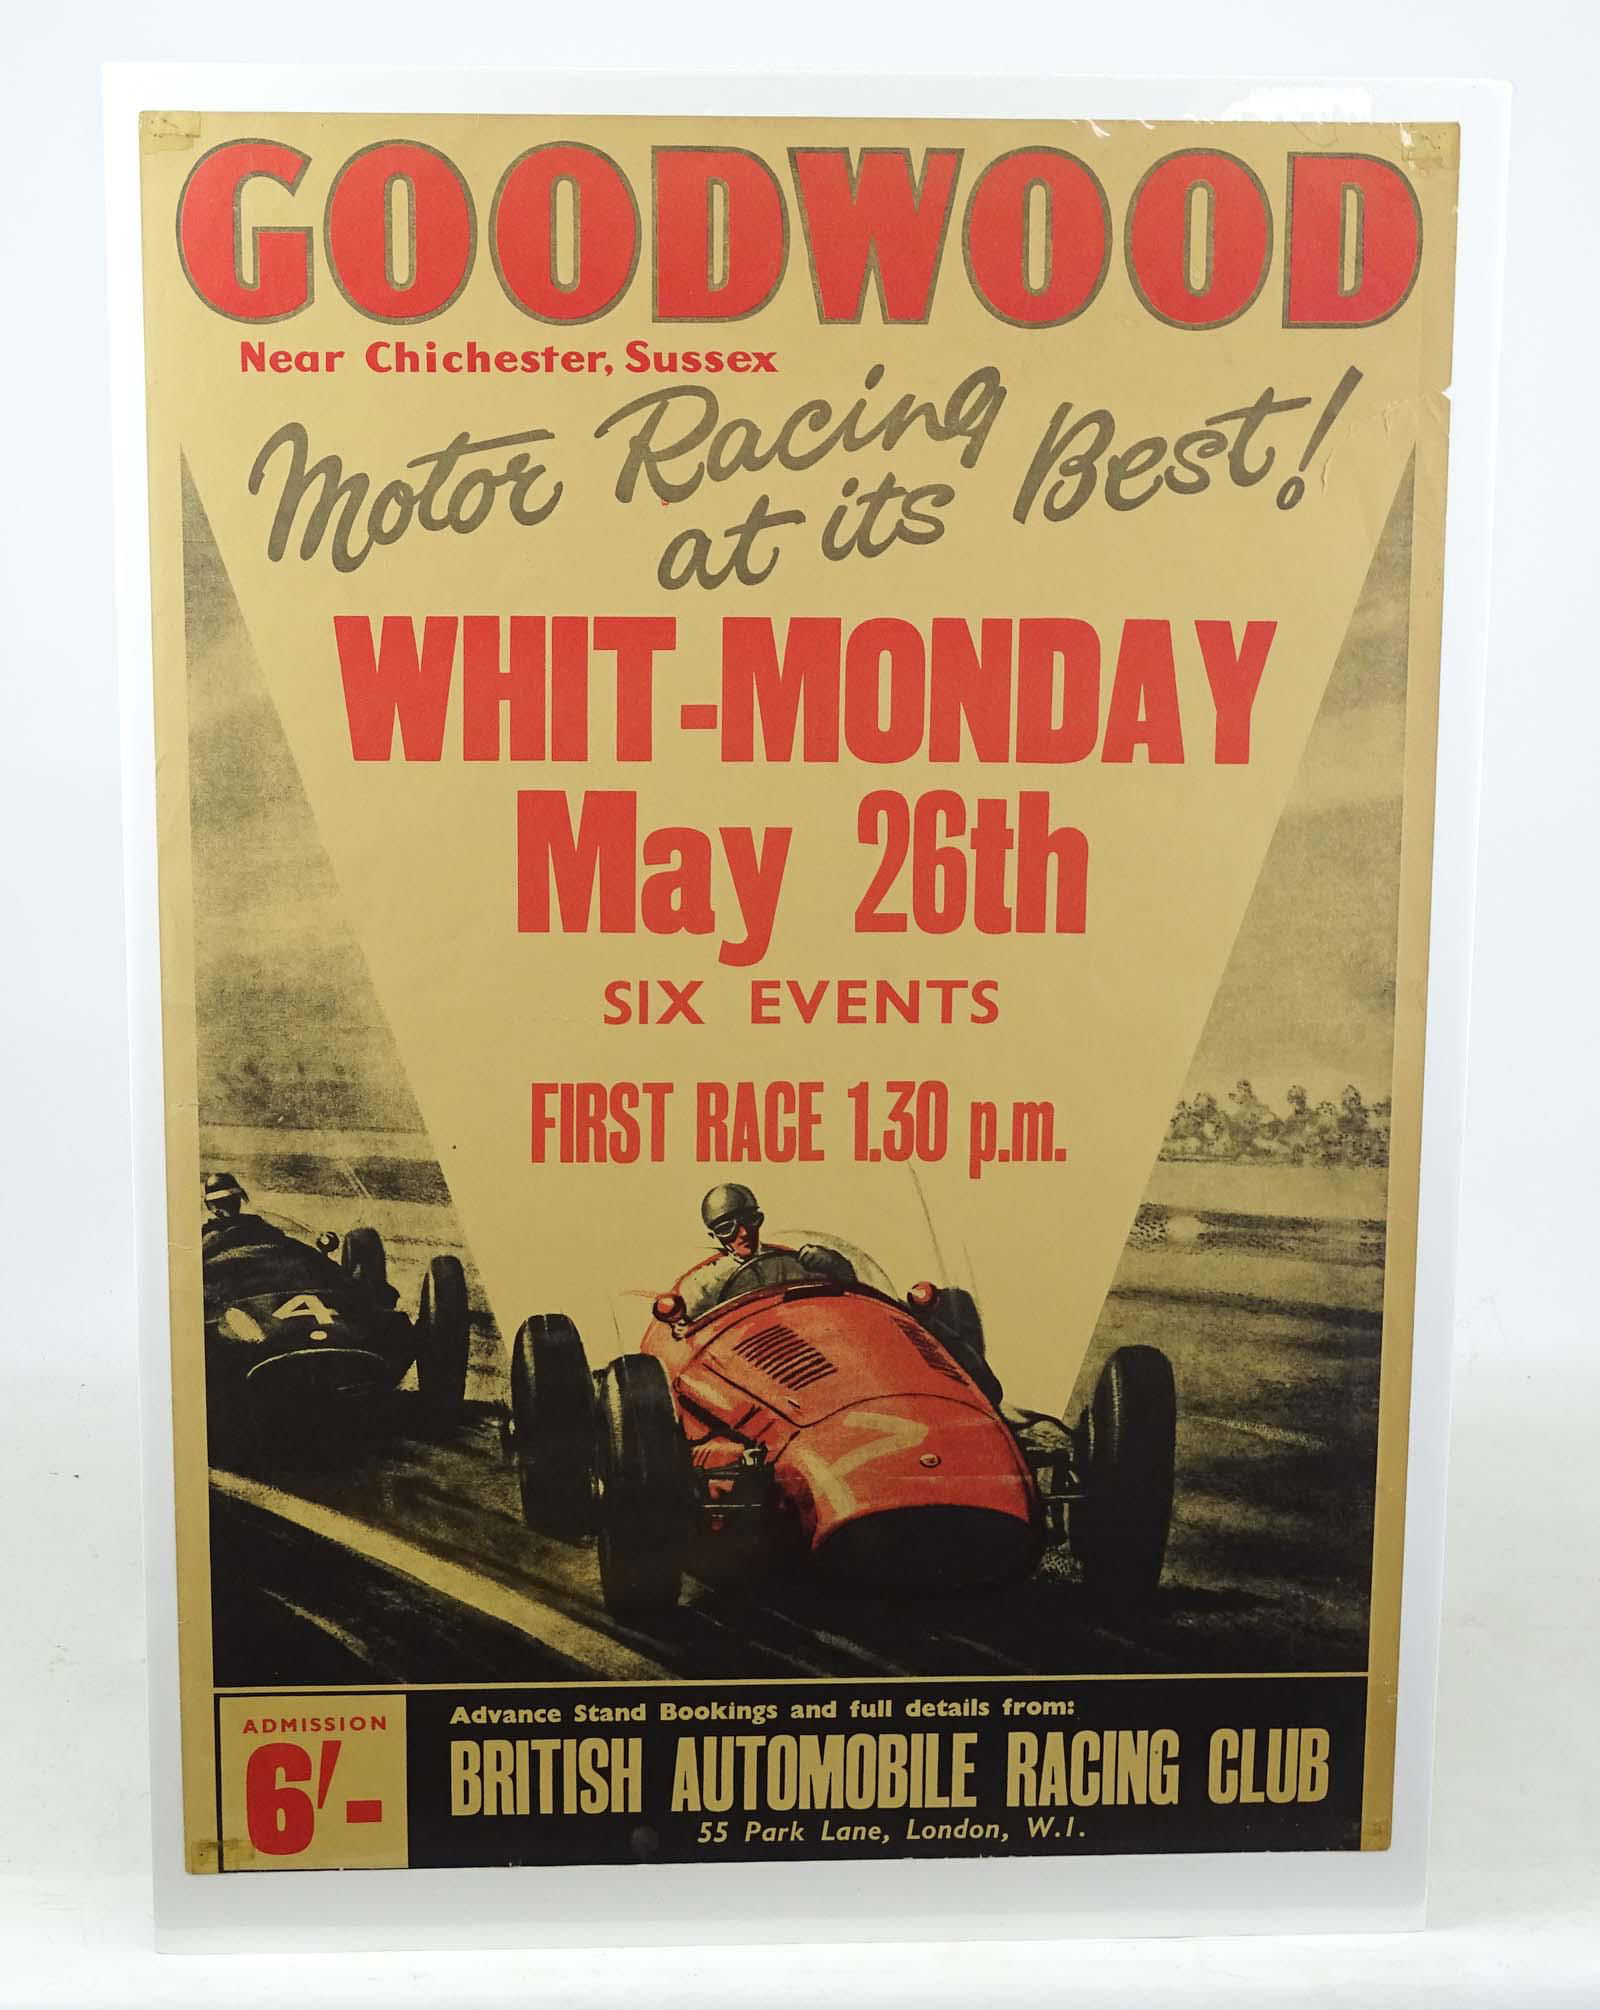 GOODWOOD
Near Chichester, Sussex
Motor Racing
at its Best!
WHIT-MONDAY
May 26th
SIX EVENTS
FIRST RACE 1.30 p.m.
4
7
ADMISSION
6/-
Advance Stand Bookings and full details from:
BRITISH AUTOMOBILE RACING CLUB
55 Park Lane, London, W.1.